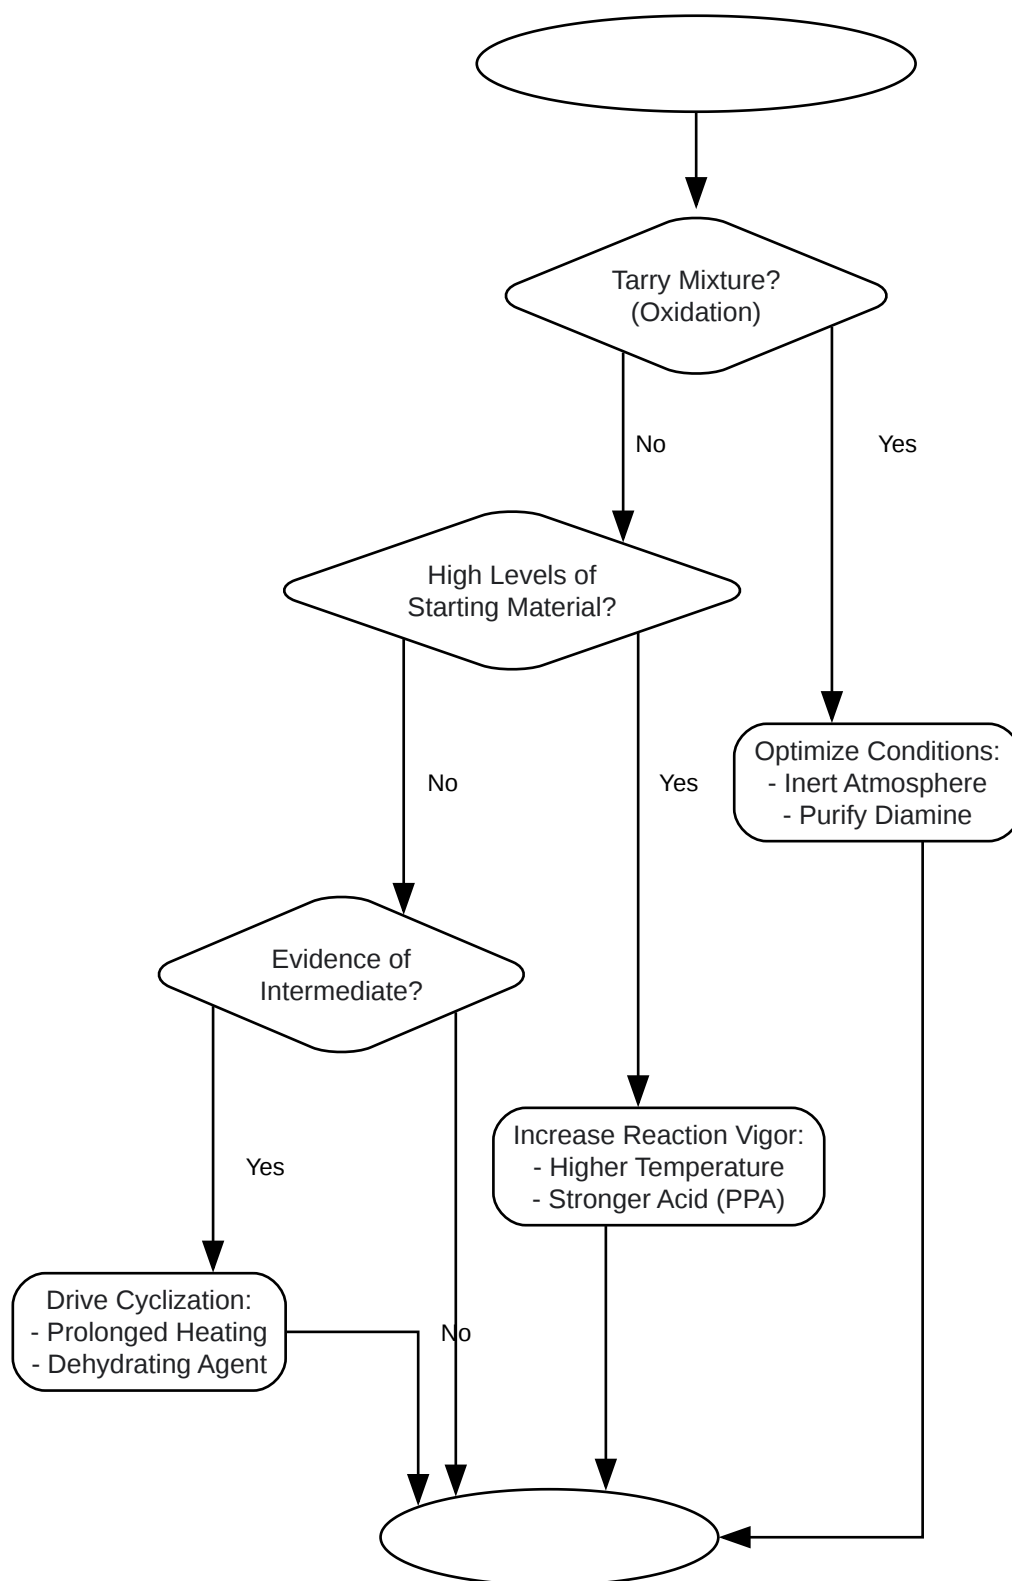 Tarry Mixture?
(Oxidation)
No
Yes
High Levels of
Starting Material?
Optimize Conditions:
- Inert Atmosphere
- Purify Diamine
No
Yes
Evidence of
Intermediate?
Increase Reaction Vigor:
- Higher Temperature
- Stronger Acid (PPA)
Yes
Drive Cyclization:
- Prolonged Heating
- Dehydrating Agent
No